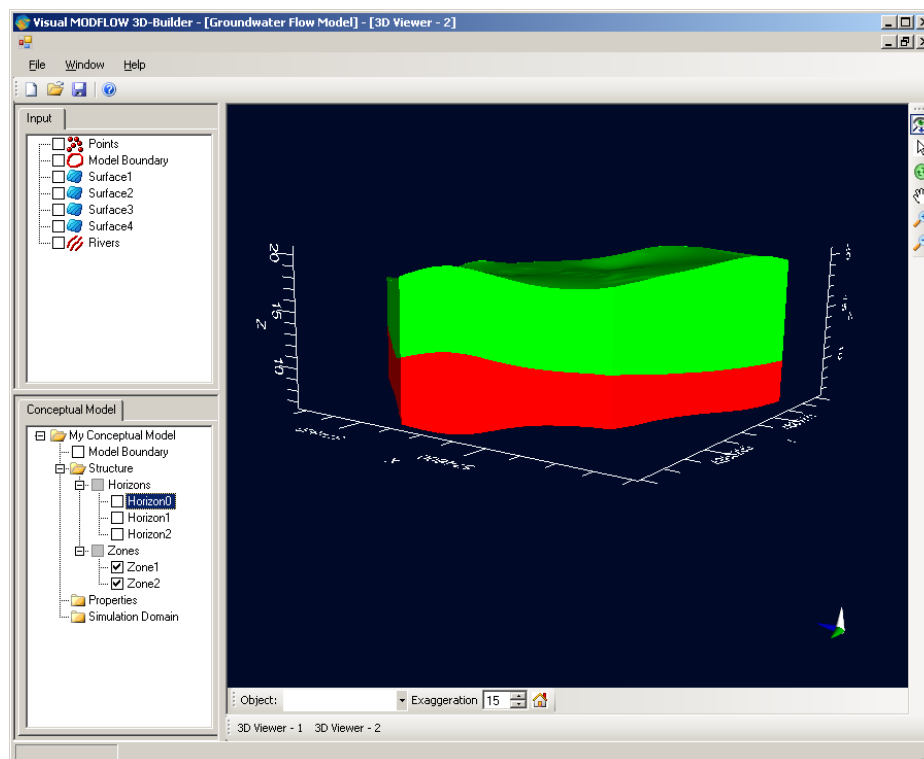 Visual MODFLOW 3D-Builder - [Groundwater Flow Model] - [3D Viewer - 2]
File Window Help
Input
Points
Model Boundary
Surface1
Surface2
Surface3
Surface4
Rivers
Conceptual Model
My Conceptual Model
Model Boundary
Structure
Horizons
Horizon0
Horizon1
Horizon2
Zones
Zone1
Zone2
Properties
Simulation Domain
20
15
10
Z
X
Object: Exaggeration 15
3D Viewer - 1 3D Viewer - 2